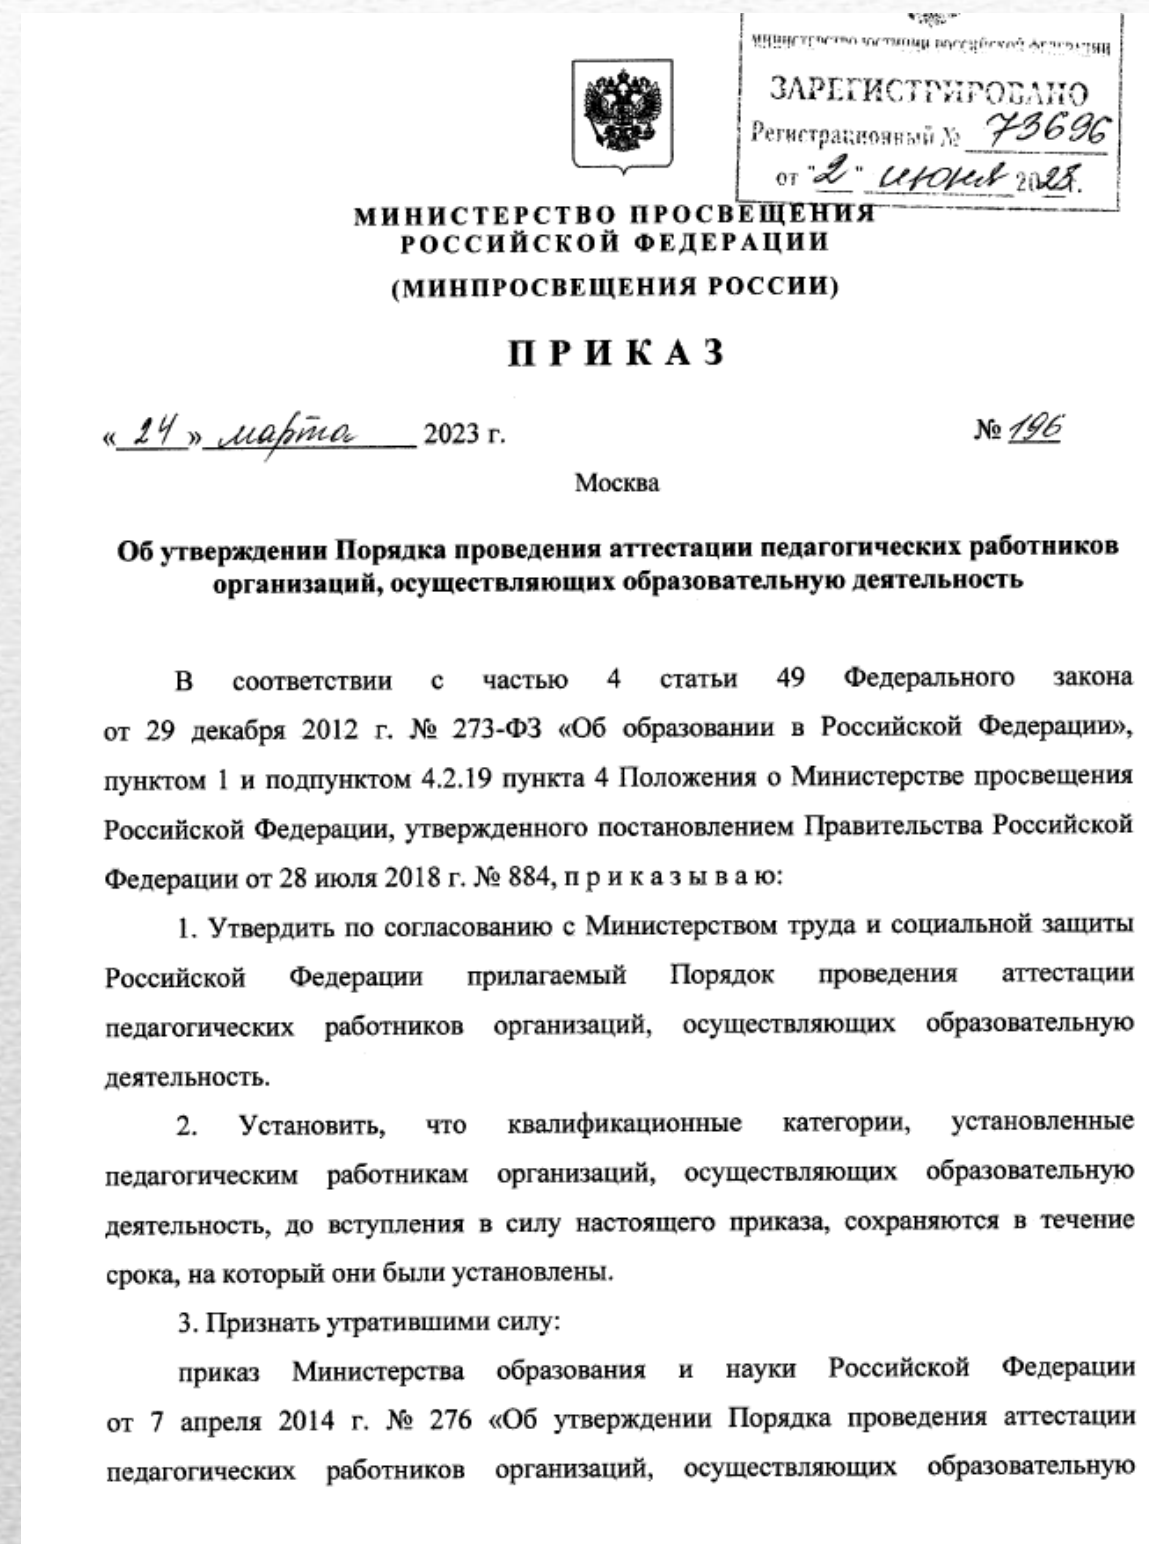 МИНИСТЕРСТВО ЮСТИЦИИ РОССИЙСКОЙ ФЕДЕРАЦИИ
ЗАРЕГИСТРИРОВАНО
Регистрационный № 73696
от "2" июня 2023.
МИНИСТЕРСТВО ПРОСВЕЩЕНИЯ
РОССИЙСКОЙ ФЕДЕРАЦИИ
(МИНПРОСВЕЩЕНИЯ РОССИИ)
ПРИКАЗ
«24» марта 2023 г. № 196
Москва
Об утверждении Порядка проведения аттестации педагогических работников
организаций, осуществляющих образовательную деятельность
В соответствии с частью 4 статьи 49 Федерального закона
от 29 декабря 2012 г. № 273-ФЗ «Об образовании в Российской Федерации»,
пунктом 1 и подпунктом 4.2.19 пункта 4 Положения о Министерстве просвещения
Российской Федерации, утвержденного постановлением Правительства Российской
Федерации от 28 июля 2018 г. № 884, п р и к а з ы в а ю:
1. Утвердить по согласованию с Министерством труда и социальной защиты
Российской Федерации прилагаемый Порядок проведения аттестации
педагогических работников организаций, осуществляющих образовательную
деятельность.
2. Установить, что квалификационные категории, установленные
педагогическим работникам организаций, осуществляющих образовательную
деятельность, до вступления в силу настоящего приказа, сохраняются в течение
срока, на который они были установлены.
3. Признать утратившими силу:
приказ Министерства образования и науки Российской Федерации
от 7 апреля 2014 г. № 276 «Об утверждении Порядка проведения аттестации
педагогических работников организаций, осуществляющих образовательную